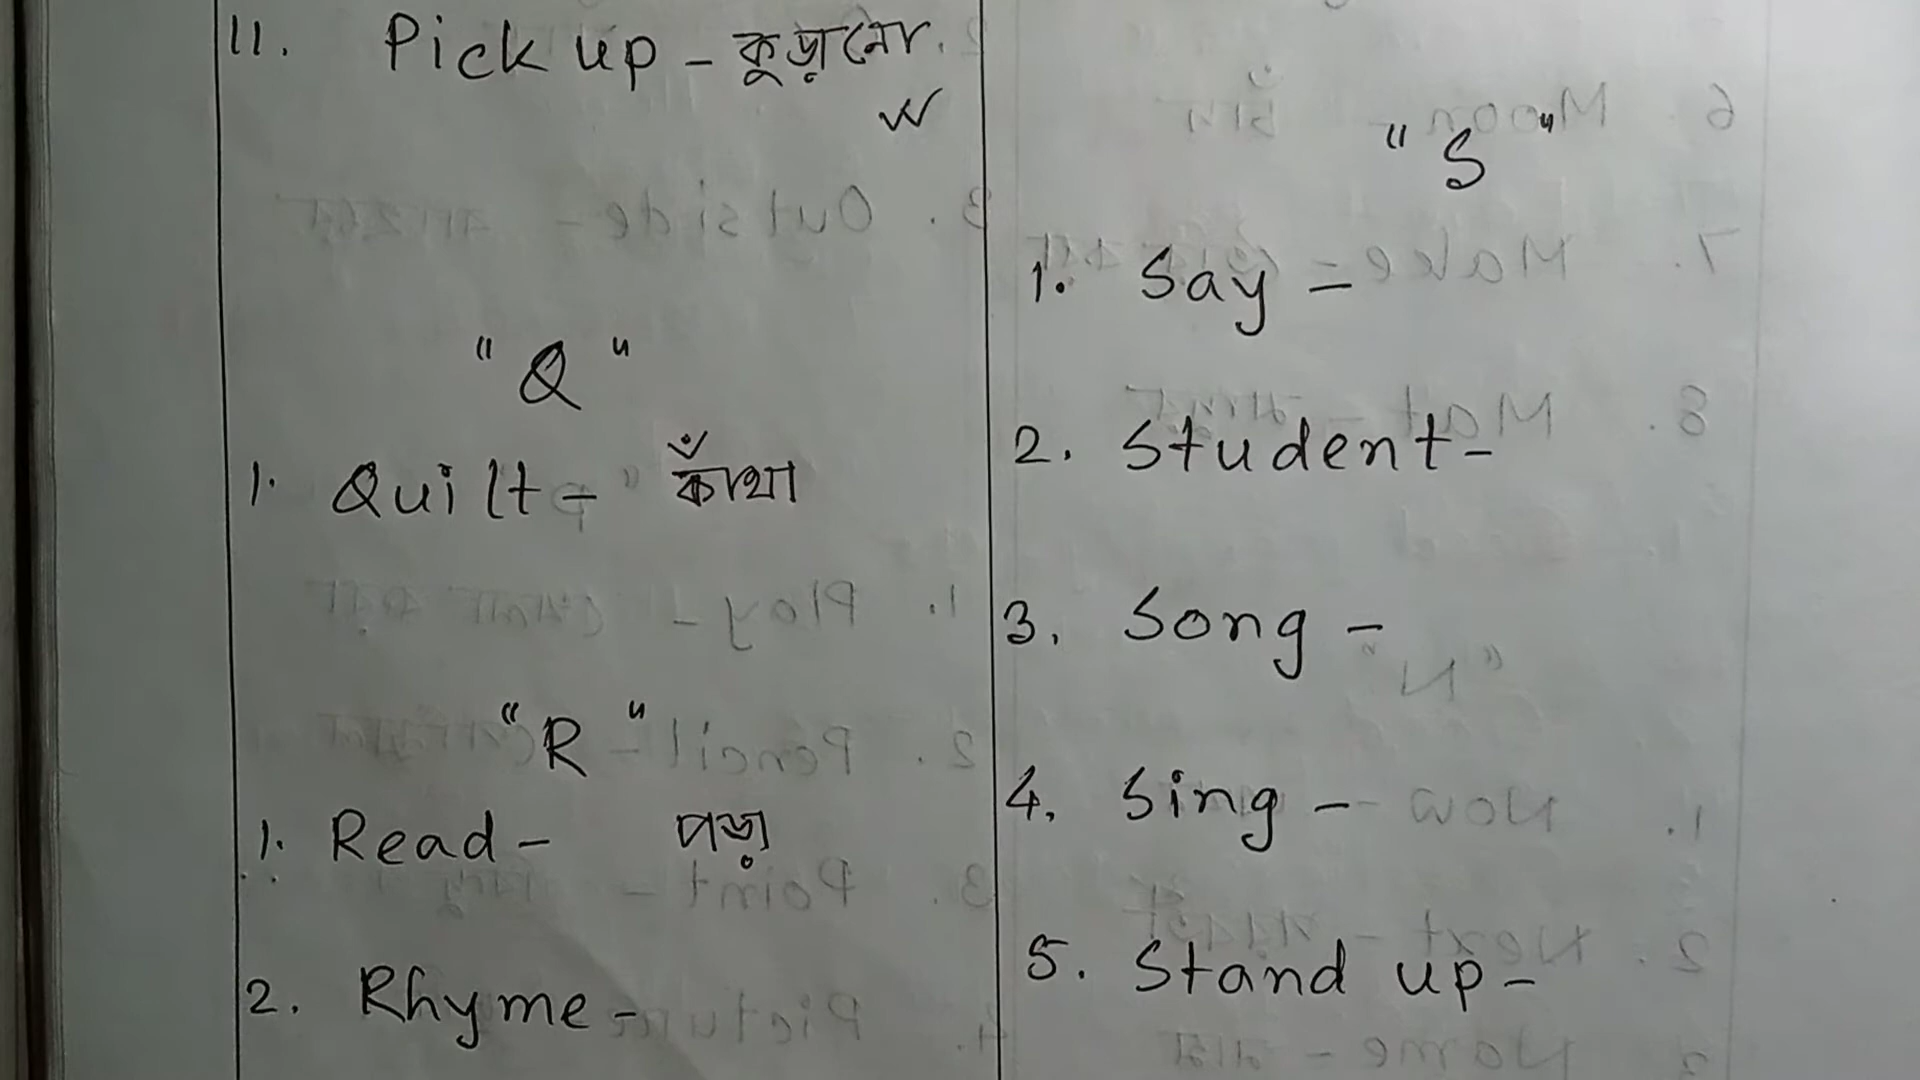 11. Pick up - কুড়ানো
"Q"
1. Quilt - কাঁথা
"R"
1. Read - পড়া
2. Rhyme -
"S"
1. Say =
2. Student -
3. Song -
4. Sing -
5. Stand up -